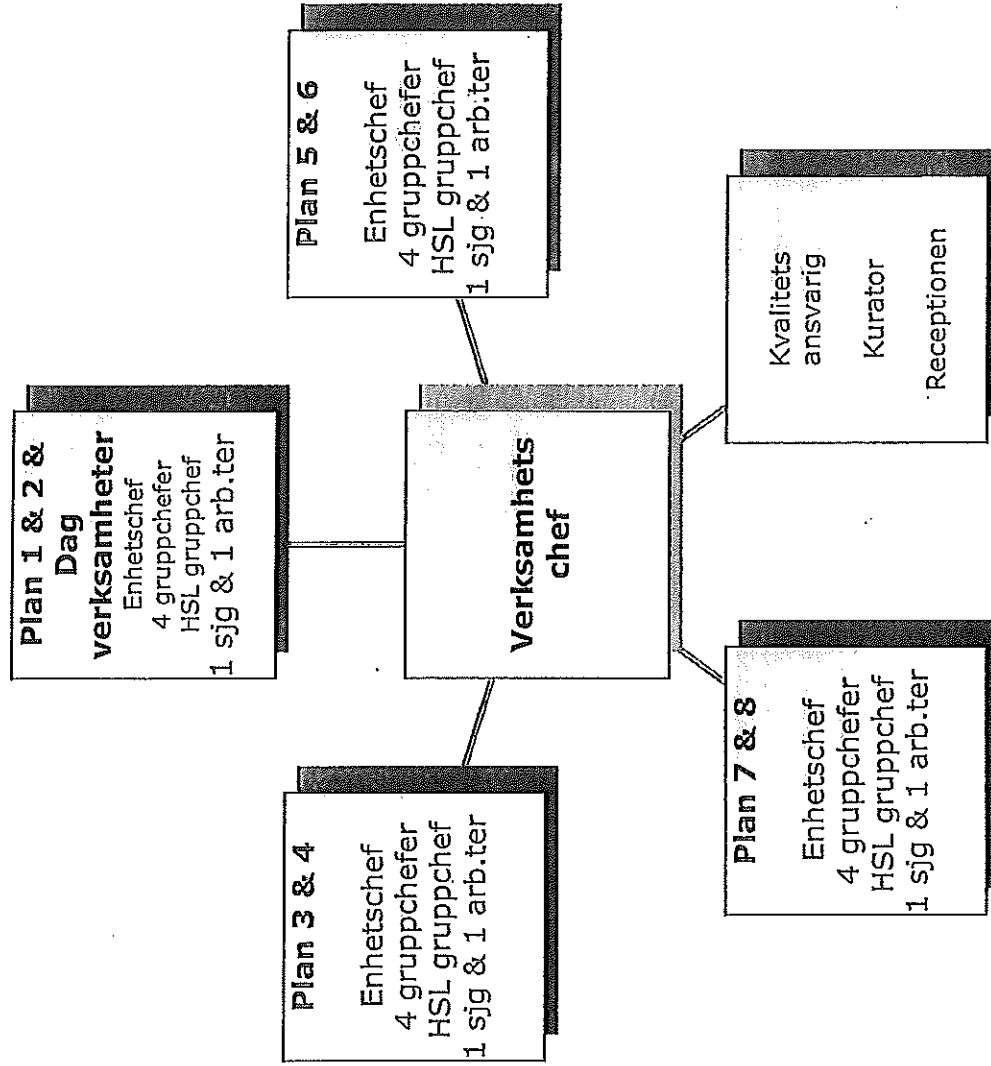 Plan 1 & 2 &
Dag
verksamheter
Enhetschef
4 gruppchefer
HSL gruppchef
1 sjg & 1 arb.ter
Plan 3 & 4
Enhetschef
4 gruppchefer
HSL gruppchef
1 sjg & 1 arb.ter
Verksamhets
chef
Plan 5 & 6
Enhetschef
4 gruppchefer
HSL gruppchef
1 sjg & 1 arb.ter
Plan 7 & 8
Enhetschef
4 gruppchefer
HSL gruppchef
1 sjg & 1 arb.ter
Kvalitets
ansvarig
Kurator
Receptionen